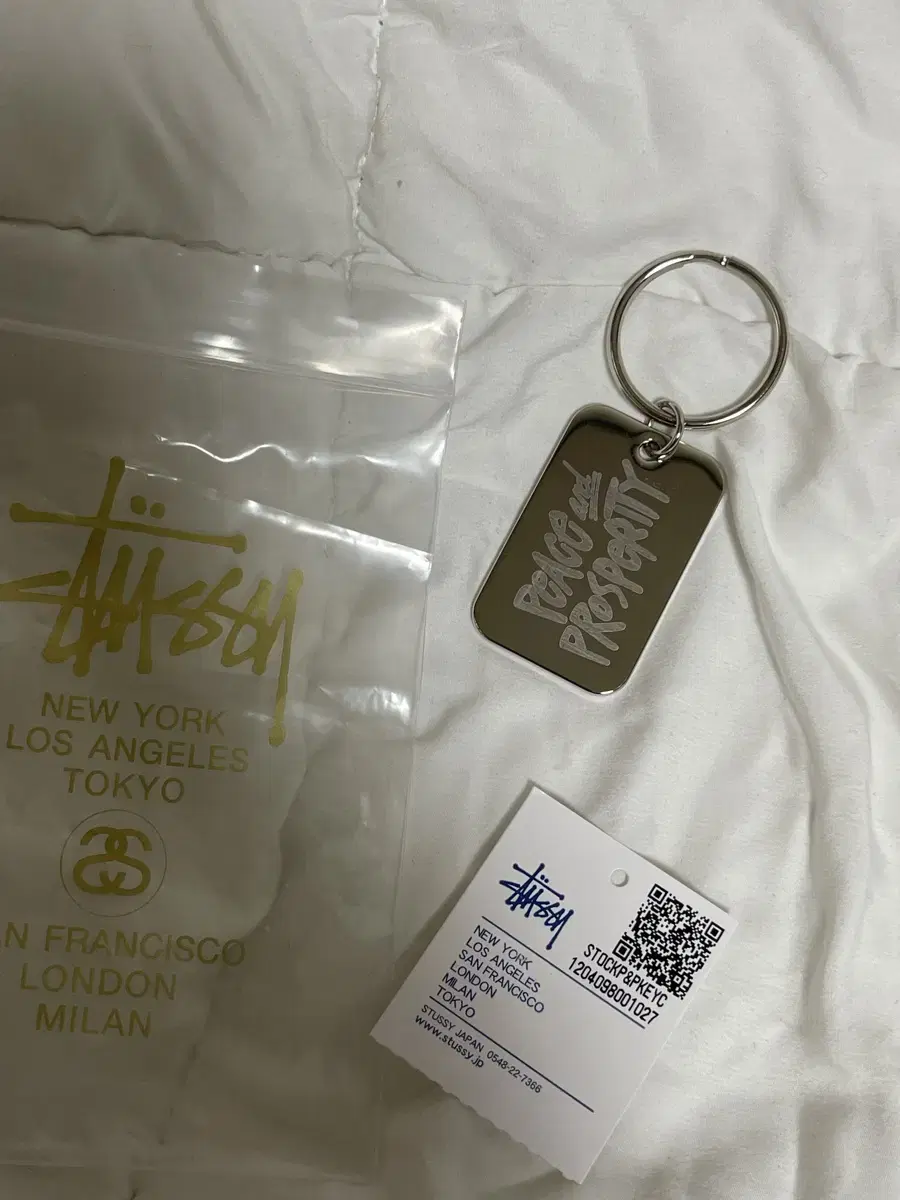 STÜSSY
NEW YORK
LOS ANGELES
TOKYO
SS
N FRANCISCO
LONDON
MILAN
PEACE and
PROSPERITY
STÜSSY
NEW YORK
LOS ANGELES
SAN FRANCISCO
LONDON
MILAN
TOKYO
STUSSY JAPAN 0548-22-7366
www.stussy.jp
STOCKP&PKEYC
1204098001027